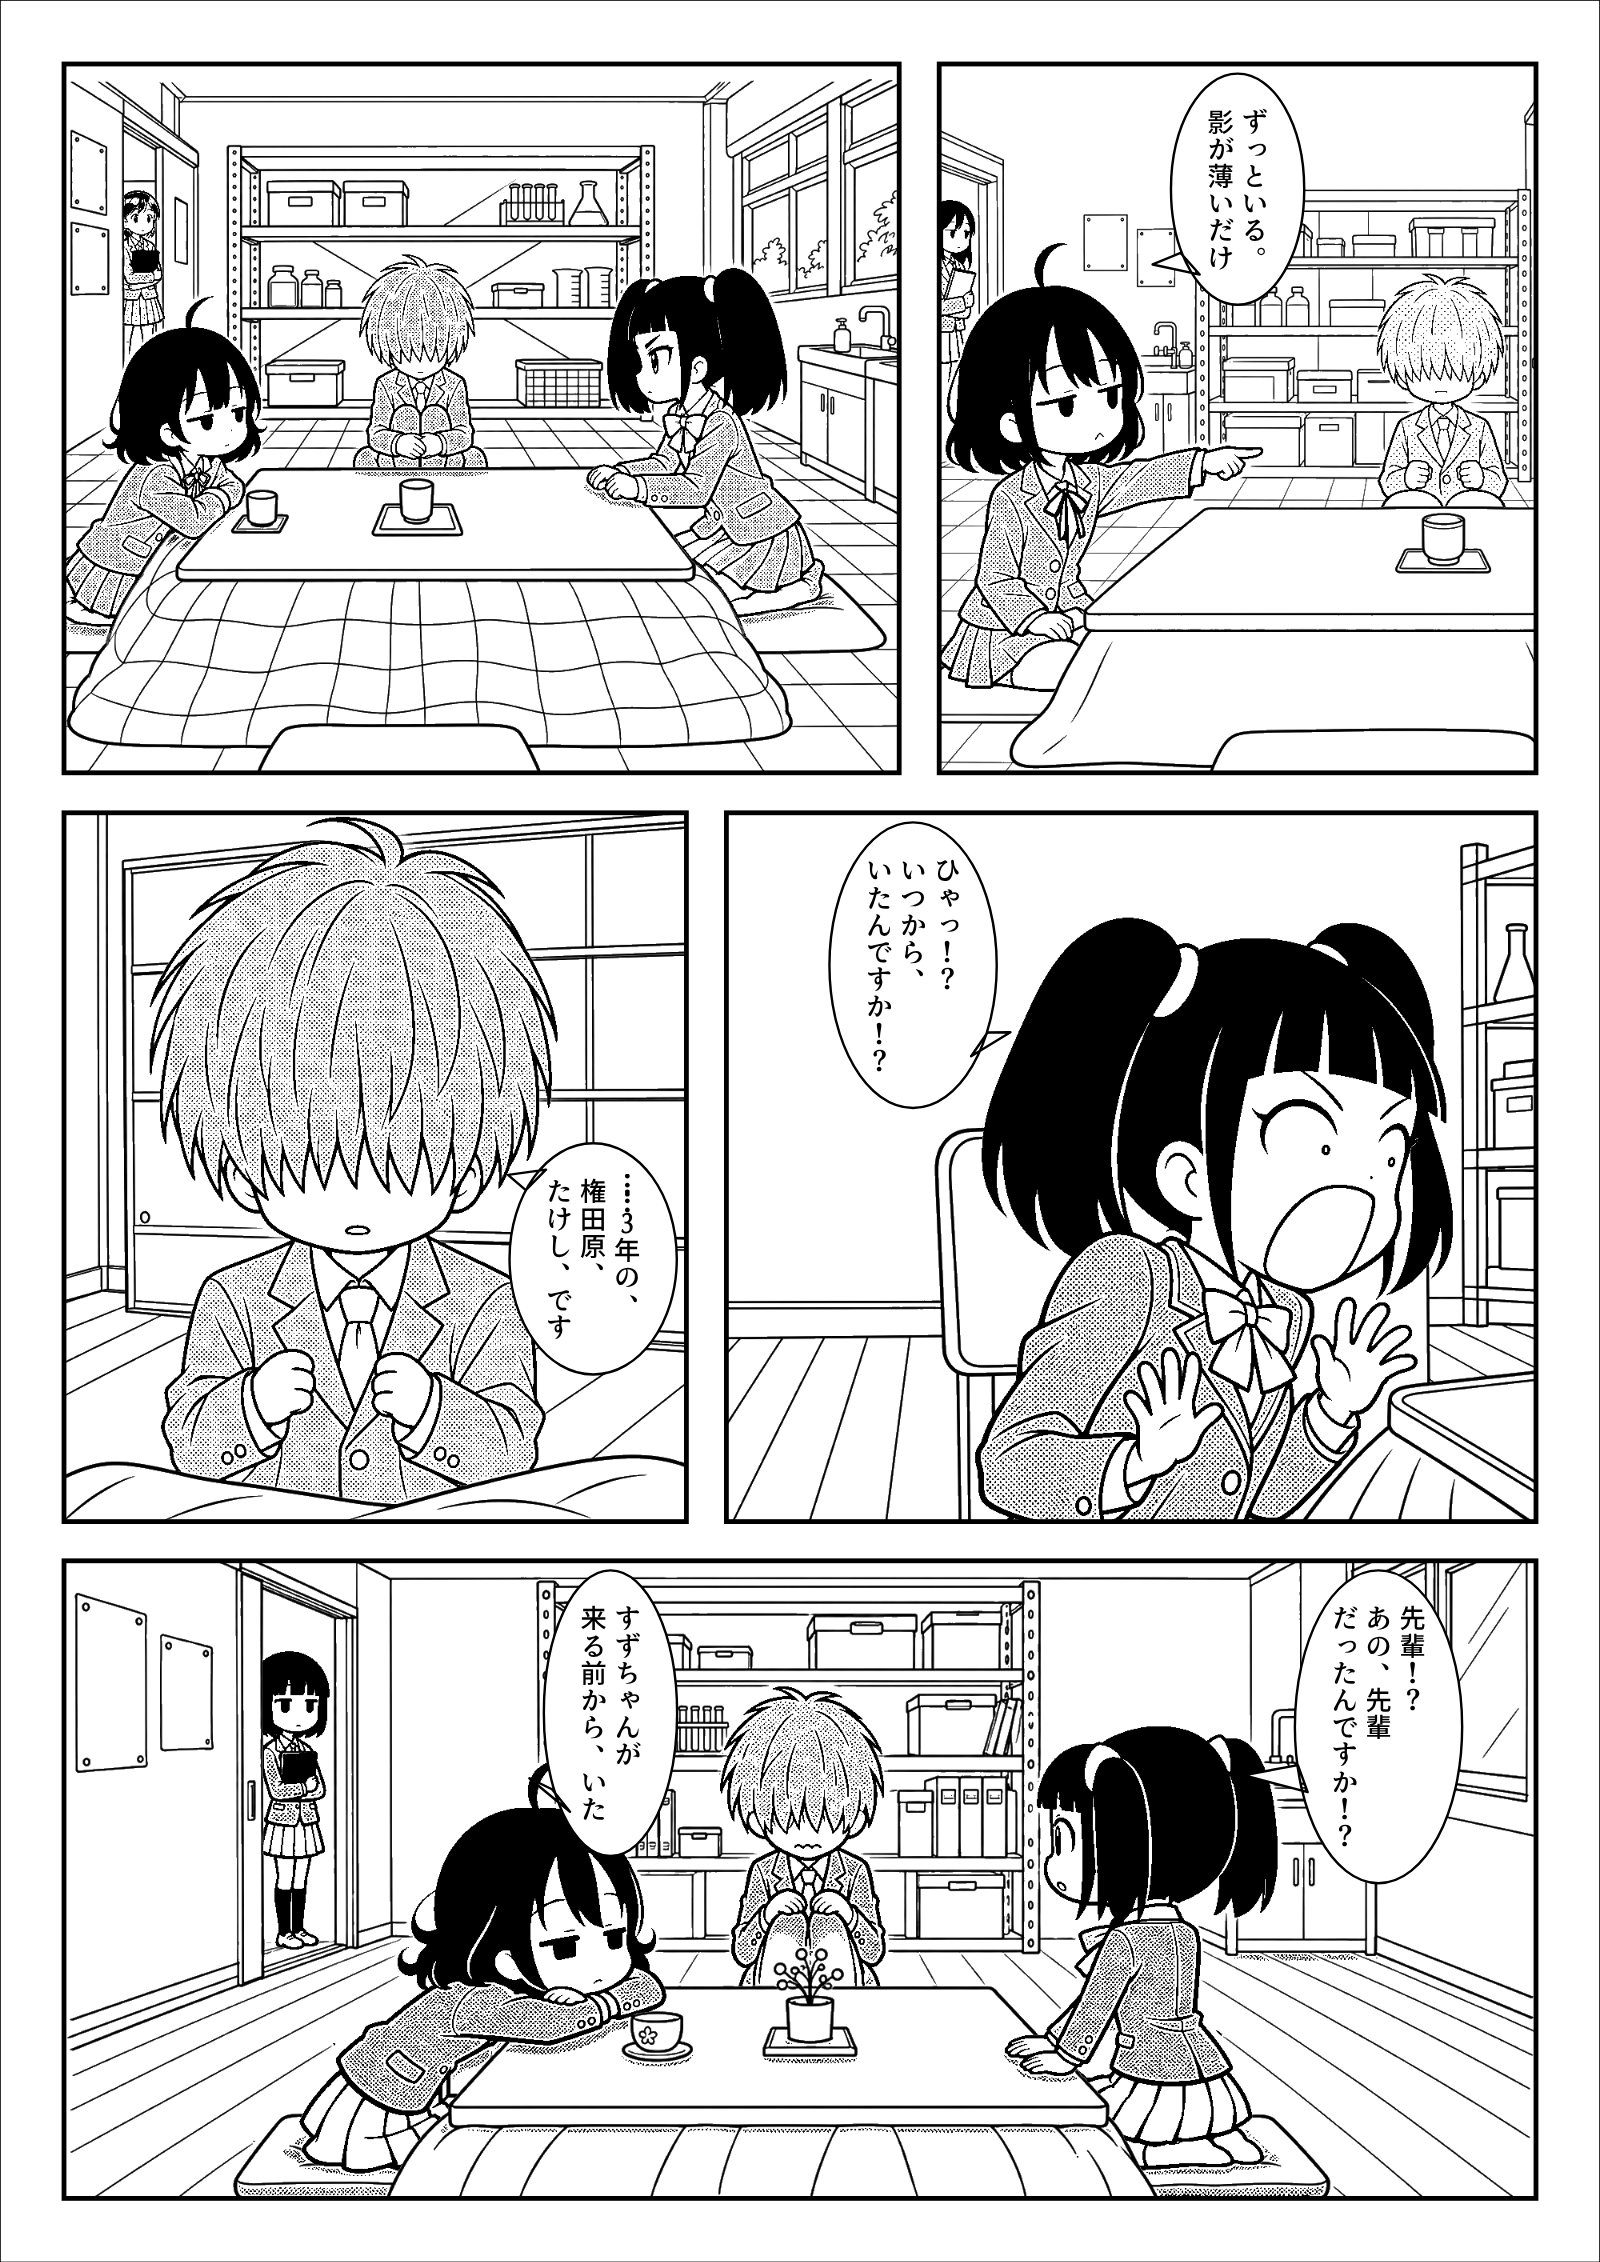 ずっといる。
影が薄いだけ
ひゃっ！？
いつから、
いたんですか！？
……3年の、
権田原、
たけし、です
先輩！？
あの、先輩
だったんですか！？
すずちゃんが
来る前から、いた